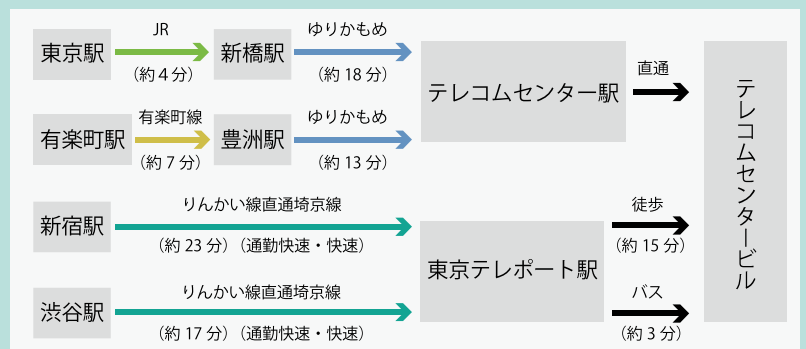 東京駅
JR
（約４分）
新橋駅
ゆりかもめ
（約 18 分）
有楽町駅
有楽町線
（約 7 分）
豊洲駅
ゆりかもめ
（約 13 分）
テレコムセンター駅
直通
新宿駅
りんかい線直通埼京線
（約 23 分）（通勤快速・快速）
渋谷駅
りんかい線直通埼京線
（約 17 分）（通勤快速・快速）
東京テレポート駅
徒歩
（約 15 分）
バス
（約 3 分）
テレコムセンタービル